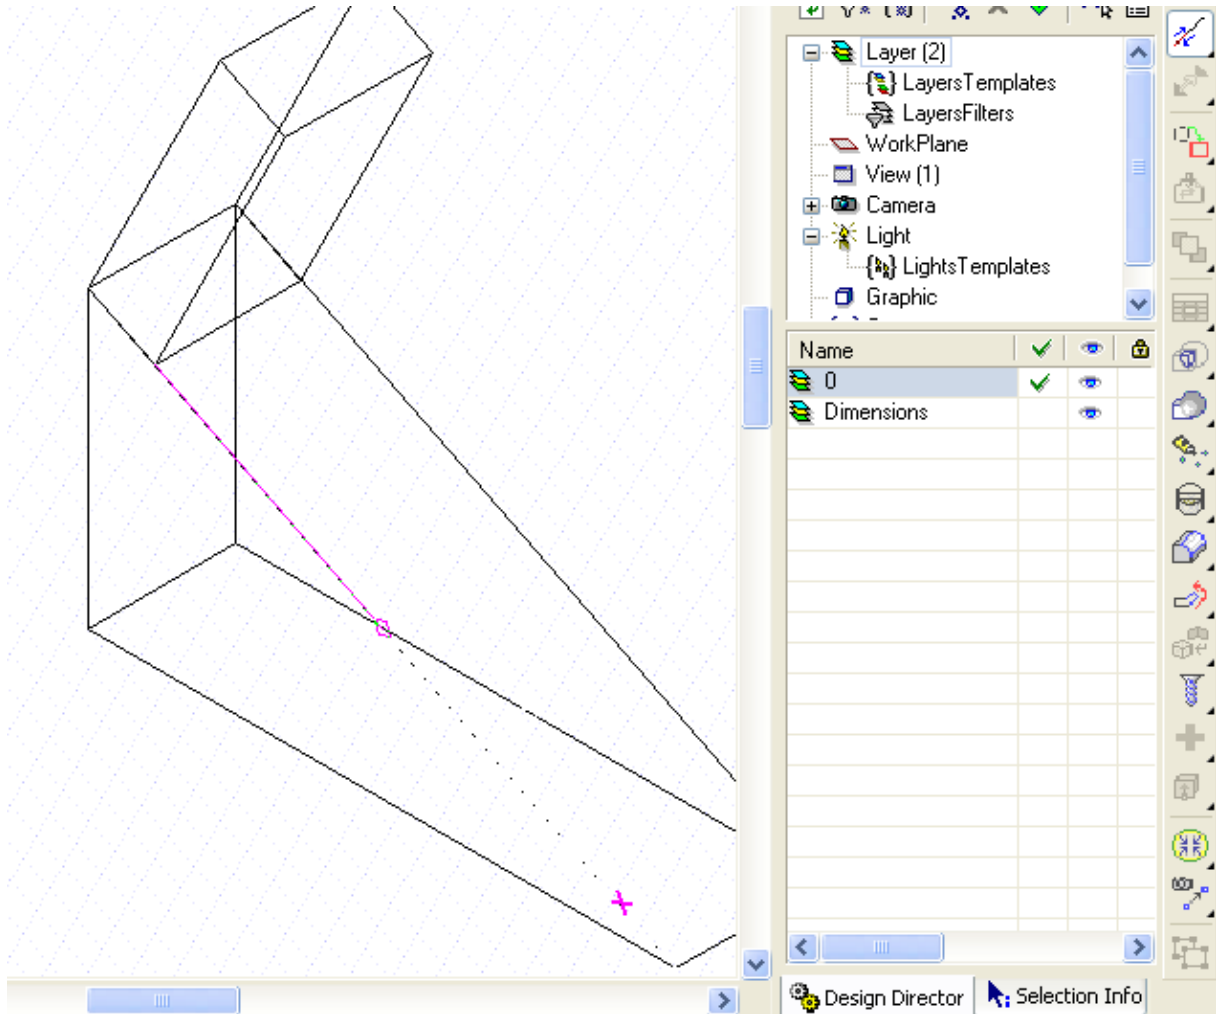 Layer (2)
LayersTemplates
LayersFilters
WorkPlane
View (1)
Camera
Light
LightsTemplates
Graphic
Name
0
Dimensions
Design Director
Selection Info